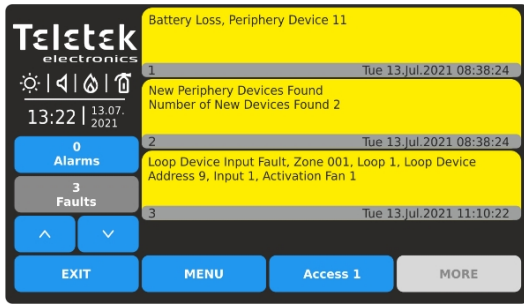 Teletek
electronics
13:22
13.07.
2021
0
Alarms
3
Faults
EXIT
Battery Loss, Periphery Device 11
1 Tue 13.Jul.2021 08:38:24
New Periphery Devices Found
Number of New Devices Found 2
2 Tue 13.Jul.2021 08:38:24
Loop Device Input Fault, Zone 001, Loop 1, Loop Device
Address 9, Input 1, Activation Fan 1
3 Tue 13.Jul.2021 11:10:22
MENU
Access 1
MORE